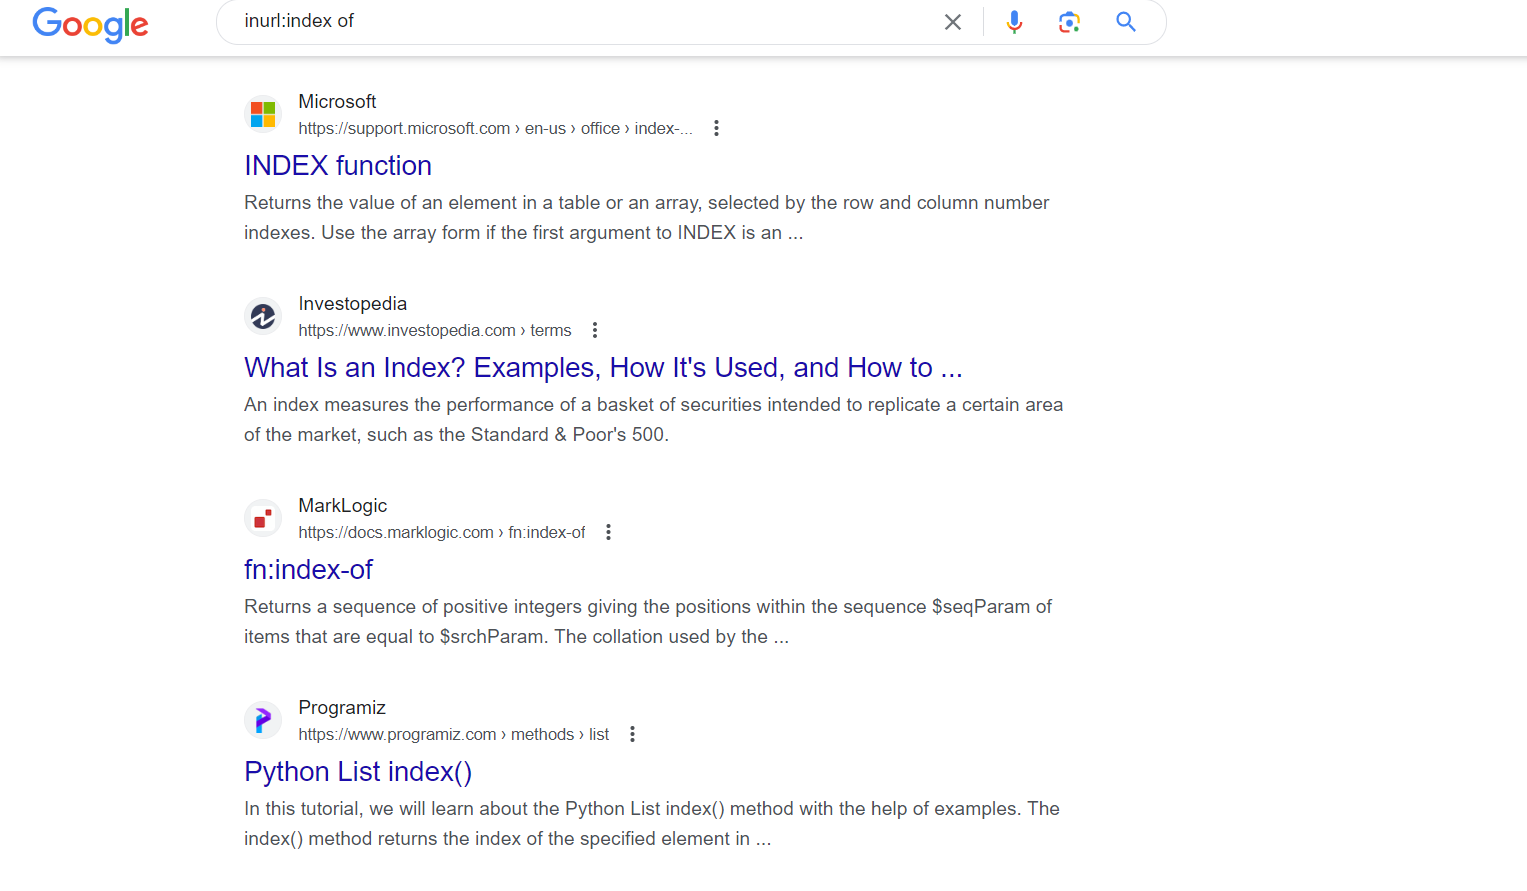 Google
inurl:index of
Microsoft
https://support.microsoft.com › en-us › office › index-...
INDEX function
Returns the value of an element in a table or an array, selected by the row and column number
indexes. Use the array form if the first argument to INDEX is an ...
Investopedia
https://www.investopedia.com › terms
What Is an Index? Examples, How It's Used, and How to ...
An index measures the performance of a basket of securities intended to replicate a certain area
of the market, such as the Standard & Poor's 500.
MarkLogic
https://docs.marklogic.com › fn:index-of
fn:index-of
Returns a sequence of positive integers giving the positions within the sequence $seqParam of
items that are equal to $srchParam. The collation used by the ...
Programiz
https://www.programiz.com › methods › list
Python List index()
In this tutorial, we will learn about the Python List index() method with the help of examples. The
index() method returns the index of the specified element in ...